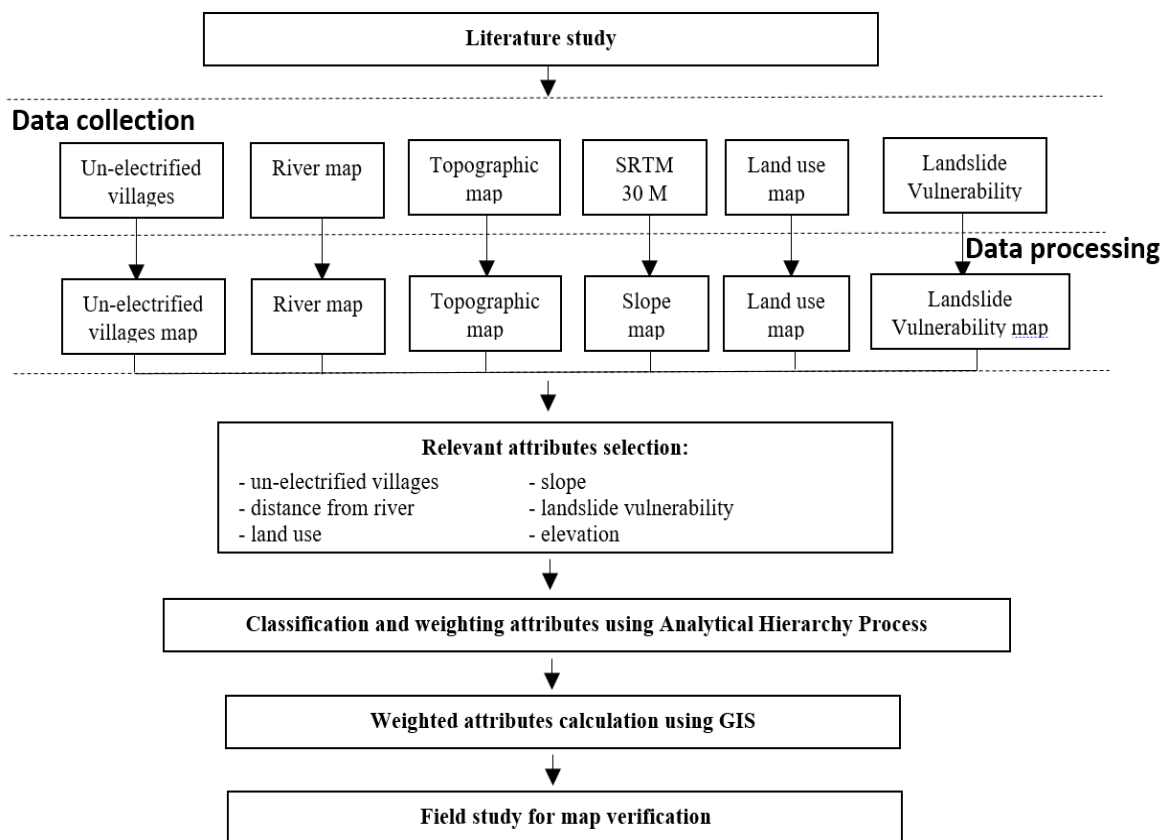 Literature study
Data collection
Un-electrified
villages
River map
Topographic
map
SRTM
30 M
Land use
map
Landslide
Vulnerability
Data processing
Un-electrified
villages map
River map
Topographic
map
Slope
map
Land use
map
Landslide
Vulnerability map
Relevant attributes selection:
- un-electrified villages
- distance from river
- land use
- slope
- landslide vulnerability
- elevation
Classification and weighting attributes using Analytical Hierarchy Process
Weighted attributes calculation using GIS
Field study for map verification